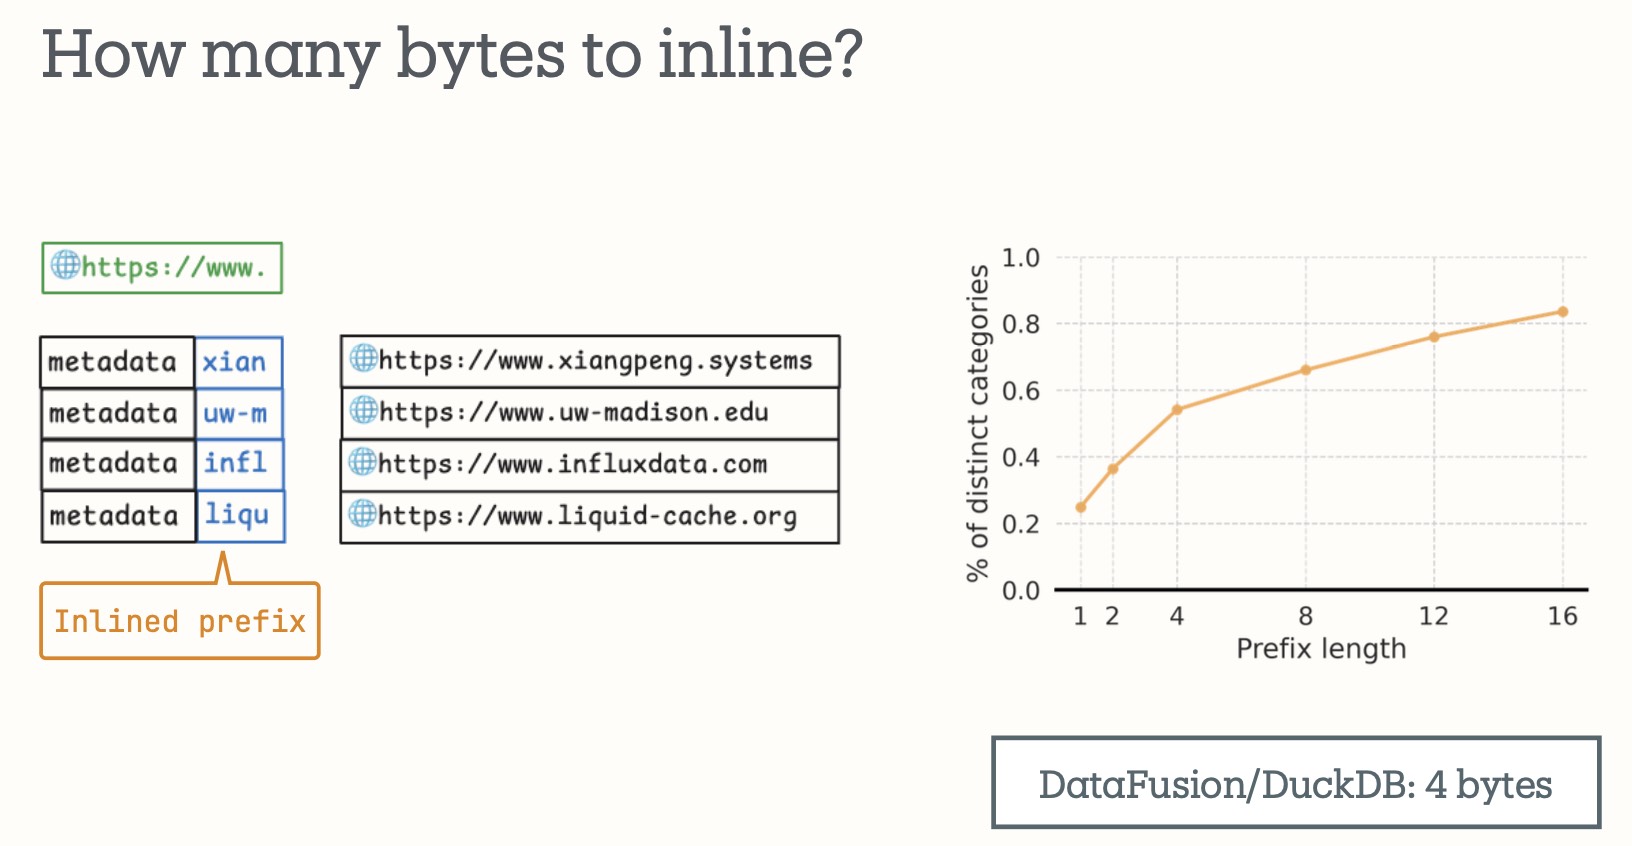 How many bytes to inline?
https://www.
metadata xian
metadata uw-m
metadata infl
metadata liqu
Inlined prefix
https://www.xiangpeng.systems
https://www.uw-madison.edu
https://www.influxdata.com
https://www.liquid-cache.org
% of distinct categories
1.0
0.8
0.6
0.4
0.2
0.0
1 2 4 8 12 16
Prefix length
DataFusion/DuckDB: 4 bytes